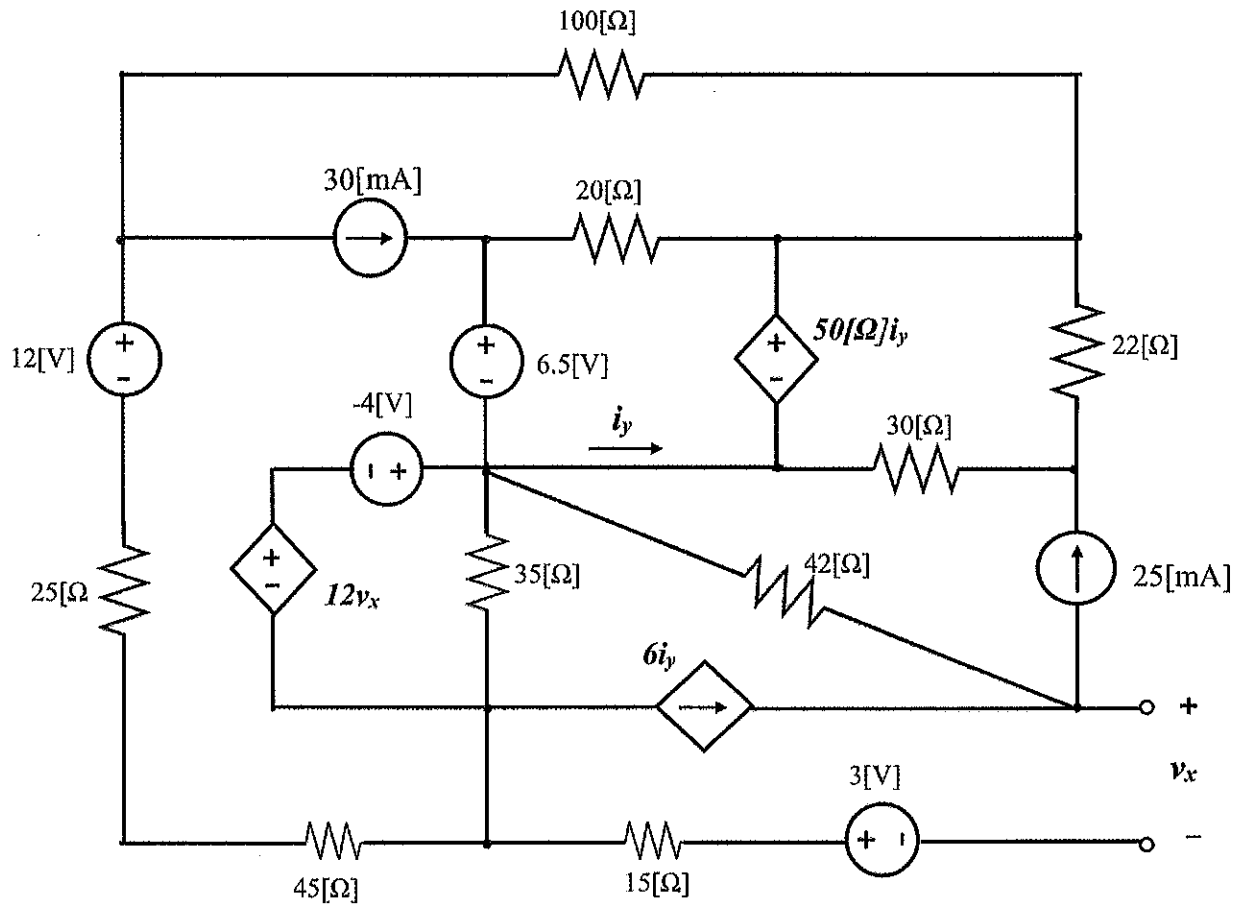 100[Ω]
30[mA]
20[Ω]
12[V]
+
-
+
-
6.5[V]
+
-
50[Ω]i_y
22[Ω]
-4[V]
- +
i_y
30[Ω]
25[Ω
+
-
12v_x
35[Ω]
42[Ω]
25[mA]
6i_y
+
v_x
3[V]
+ -
-
45[Ω]
15[Ω]